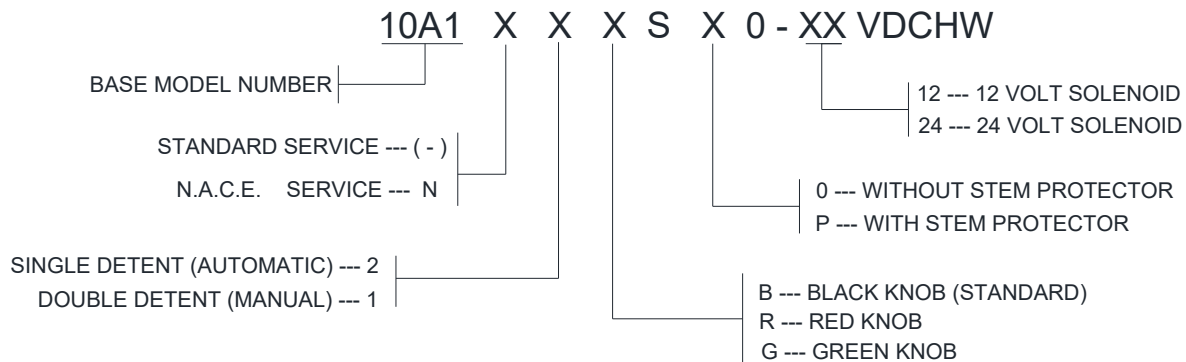 10A1 X X X S X 0 - XX VDCHW
BASE MODEL NUMBER
12 --- 12 VOLT SOLENOID
24 --- 24 VOLT SOLENOID
STANDARD SERVICE --- ( - )
N.A.C.E. SERVICE --- N
0 --- WITHOUT STEM PROTECTOR
P --- WITH STEM PROTECTOR
SINGLE DETENT (AUTOMATIC) --- 2
DOUBLE DETENT (MANUAL) --- 1
B --- BLACK KNOB (STANDARD)
R --- RED KNOB
G --- GREEN KNOB